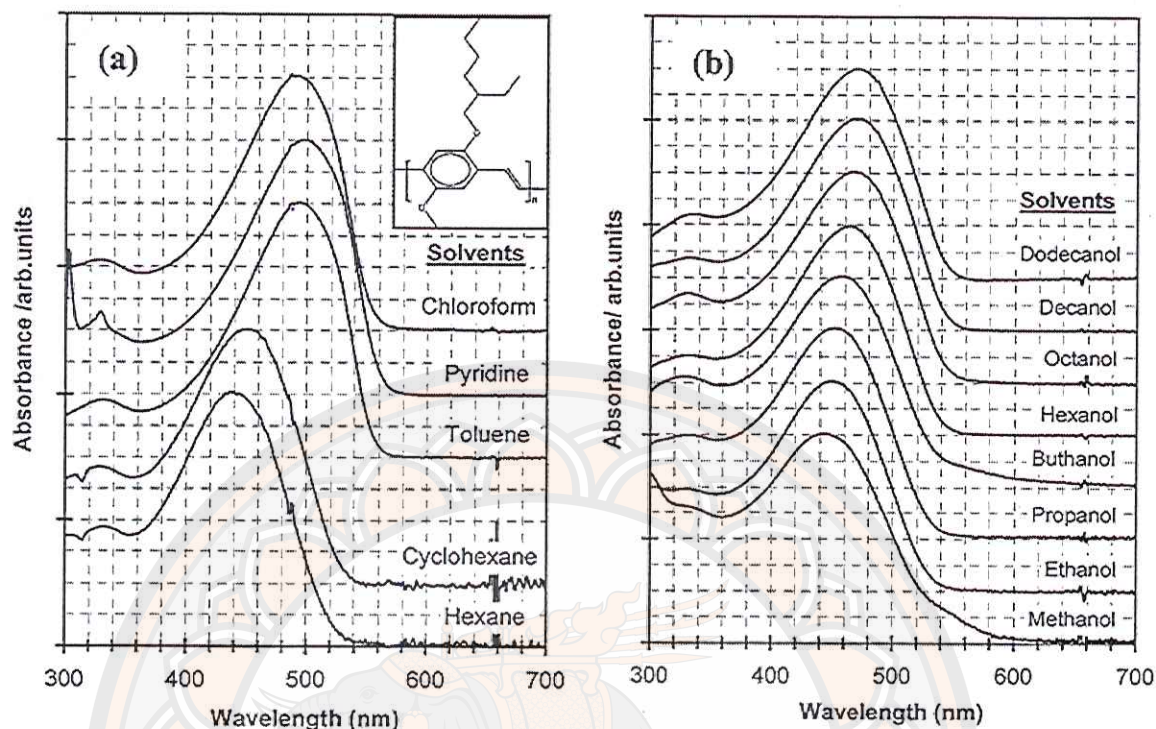 (a)
Solvents
Chloroform
Pyridine
Toluene
Cyclohexane
Hexane
O
O
n
Absorbance /arb.units
300 400 500 600 700
Wavelength (nm)
(b)
Solvents
Dodecanol
Decanol
Octanol
Hexanol
Buthanol
Propanol
Ethanol
Methanol
Absorbance/ arb.units
300 400 500 600 700
Wavelength (nm)